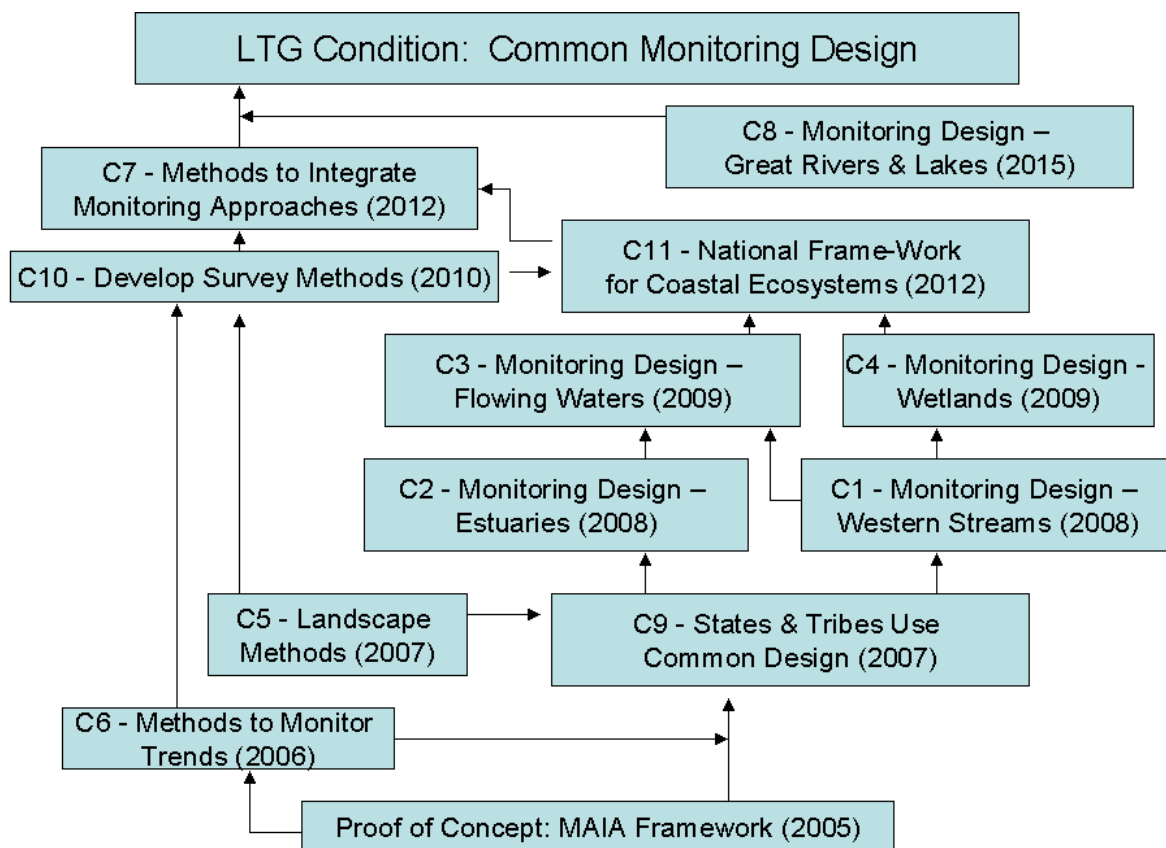 LTG Condition:  Common Monitoring Design
C8 - Monitoring Design –
Great Rivers & Lakes (2015)
C7 - Methods to Integrate
Monitoring Approaches (2012)
C11 - National Frame-Work
for Coastal Ecosystems (2012)
C10 - Develop Survey Methods (2010)
C3 - Monitoring Design –
Flowing Waters (2009)
C4 - Monitoring Design -
Wetlands (2009)
C2 - Monitoring Design –
Estuaries (2008)
C1 - Monitoring Design –
Western Streams (2008)
C5 - Landscape
Methods (2007)
C9 - States & Tribes Use
Common Design (2007)
C6 - Methods to Monitor
Trends (2006)
Proof of Concept: MAIA Framework (2005)